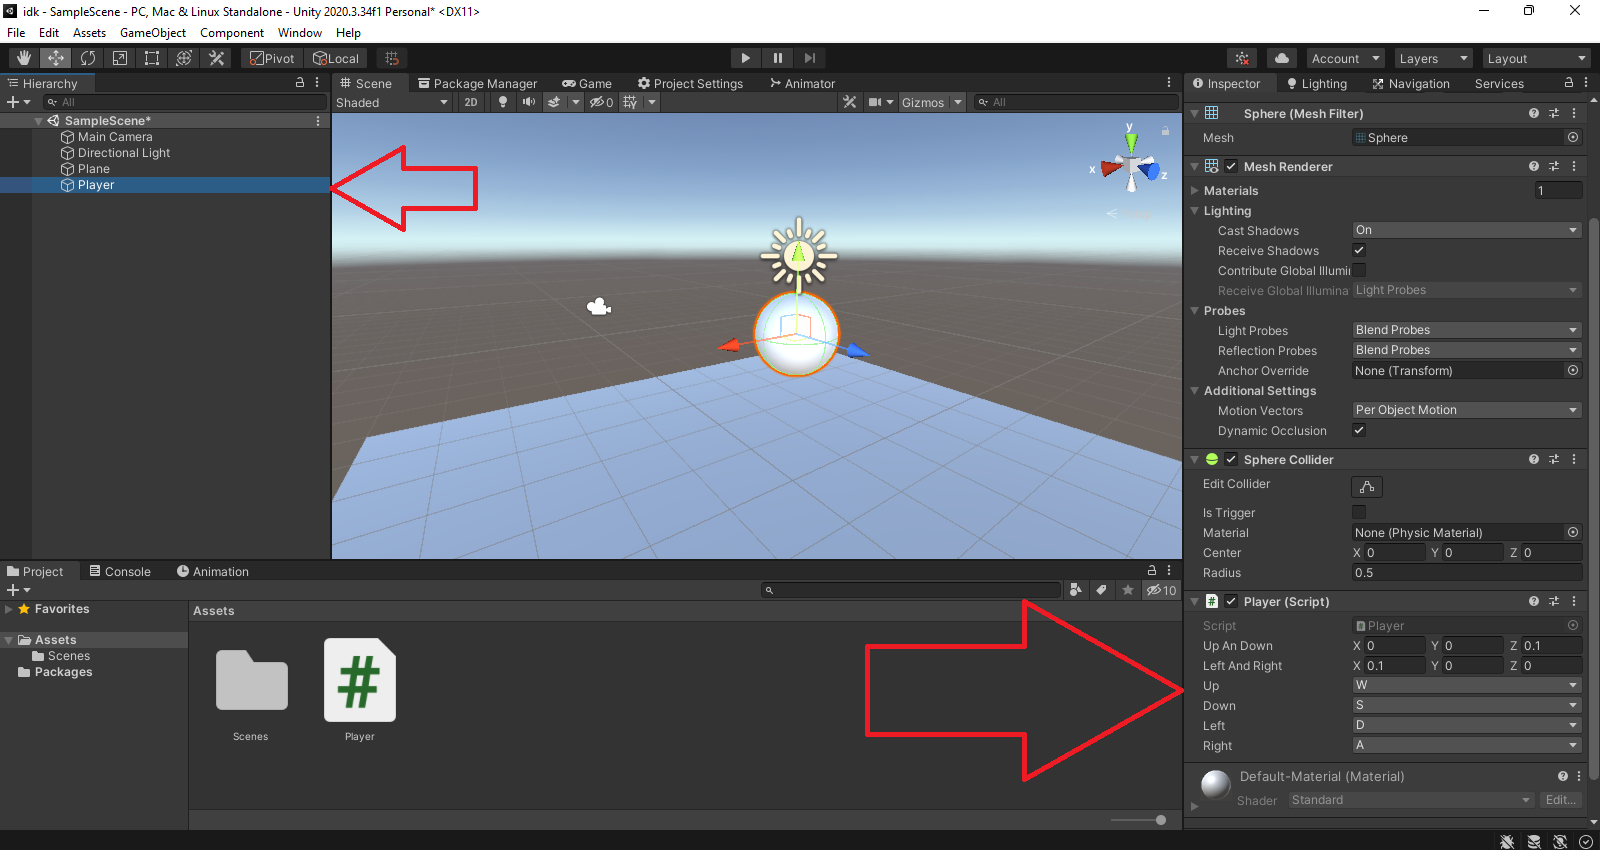 idk - SampleScene - PC, Mac & Linux Standalone - Unity 2020.3.34f1 Personal* <DX11>
File Edit Assets GameObject Component Window Help
Pivot Local Account Layers Layout
Hierarchy
All
SampleScene*
Main Camera
Directional Light
Plane
Player
Scene Package Manager Game Project Settings Animator
Shaded 2D 0 Gizmos All
y
x
z
Inspector Lighting Navigation Services
Sphere (Mesh Filter)
Mesh Sphere
Mesh Renderer
Materials 1
Lighting
Cast Shadows On
Receive Shadows
Contribute Global Illumi
Receive Global Illumina Light Probes
Probes
Light Probes Blend Probes
Reflection Probes Blend Probes
Anchor Override None (Transform)
Additional Settings
Motion Vectors Per Object Motion
Dynamic Occlusion
Sphere Collider
Edit Collider
Is Trigger
Material None (Physic Material)
Center X 0 Y 0 Z 0
Radius 0.5
# Player (Script)
Script Player
Up An Down X 0 Y 0 Z 0.1
Left And Right X 0.1 Y 0 Z 0
Up W
Down S
Left D
Right A
Default-Material (Material)
Shader Standard Edit...
Project Console Animation
10
Favorites
Assets
Scenes
Packages
Assets
#
Scenes
Player